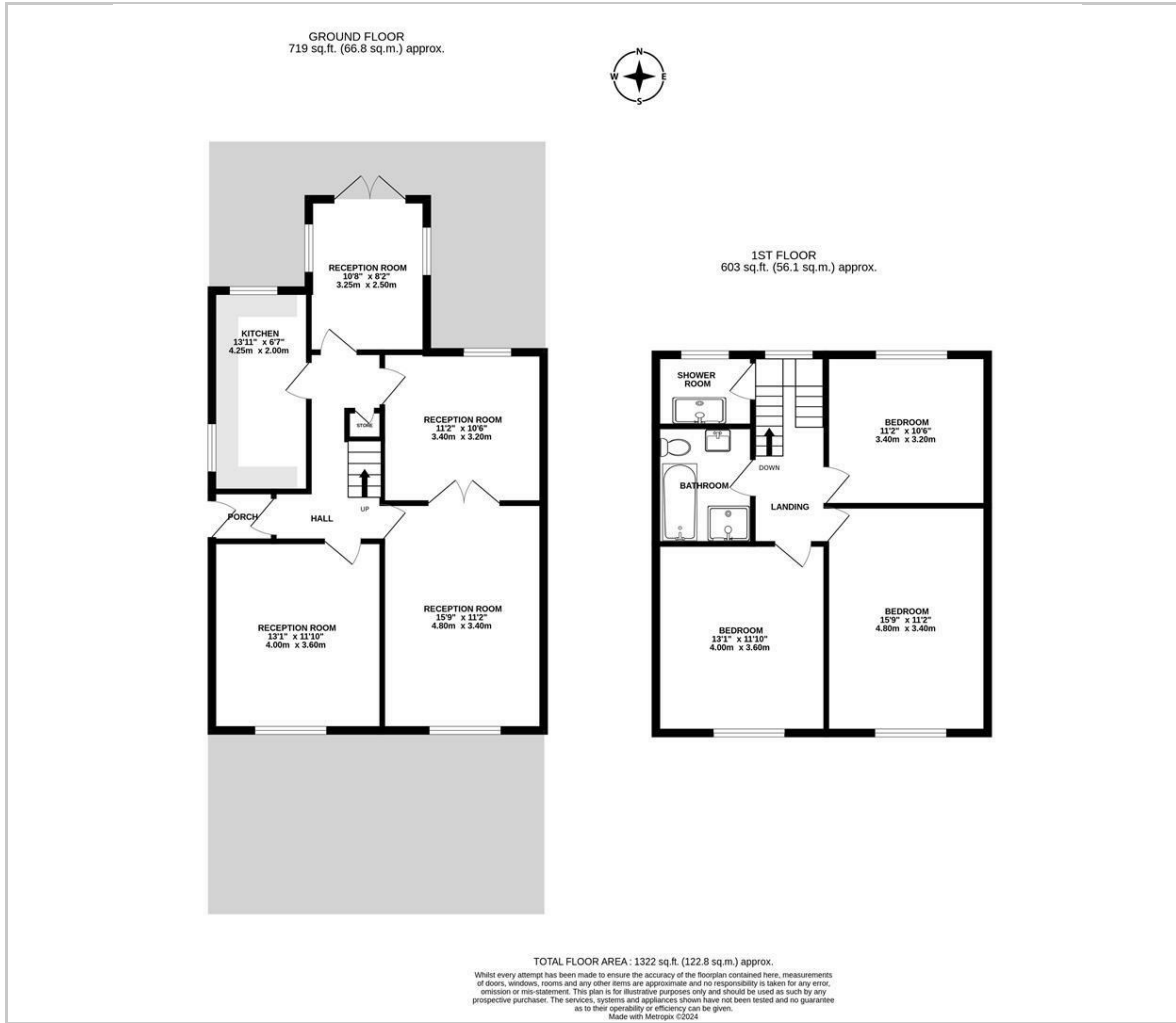 GROUND FLOOR
719 sq.ft. (66.8 sq.m.) approx.
N
W E
S
RECEPTION ROOM
10'8" x 8'2"
3.25m x 2.50m
KITCHEN
13'11" x 6'7"
4.25m x 2.00m
RECEPTION ROOM
11'2" x 10'6"
3.40m x 3.20m
STORE
UP
PORCH
HALL
RECEPTION ROOM
13'1" x 11'10"
4.00m x 3.60m
RECEPTION ROOM
15'9" x 11'2"
4.80m x 3.40m
1ST FLOOR
603 sq.ft. (56.1 sq.m.) approx.
SHOWER
ROOM
BEDROOM
11'2" x 10'6"
3.40m x 3.20m
DOWN
BATHROOM
LANDING
BEDROOM
13'1" x 11'10"
4.00m x 3.60m
BEDROOM
15'9" x 11'2"
4.80m x 3.40m
TOTAL FLOOR AREA : 1322 sq.ft. (122.8 sq.m.) approx.
Whilst every attempt has been made to ensure the accuracy of the floorplan contained here, measurements
of doors, windows, rooms and any other items are approximate and no responsibility is taken for any error,
omission or mis-statement. This plan is for illustrative purposes only and should be used as such by any
prospective purchaser. The services, systems and appliances shown have not been tested and no guarantee
as to their operability or efficiency can be given.
Made with Metropix ©2024